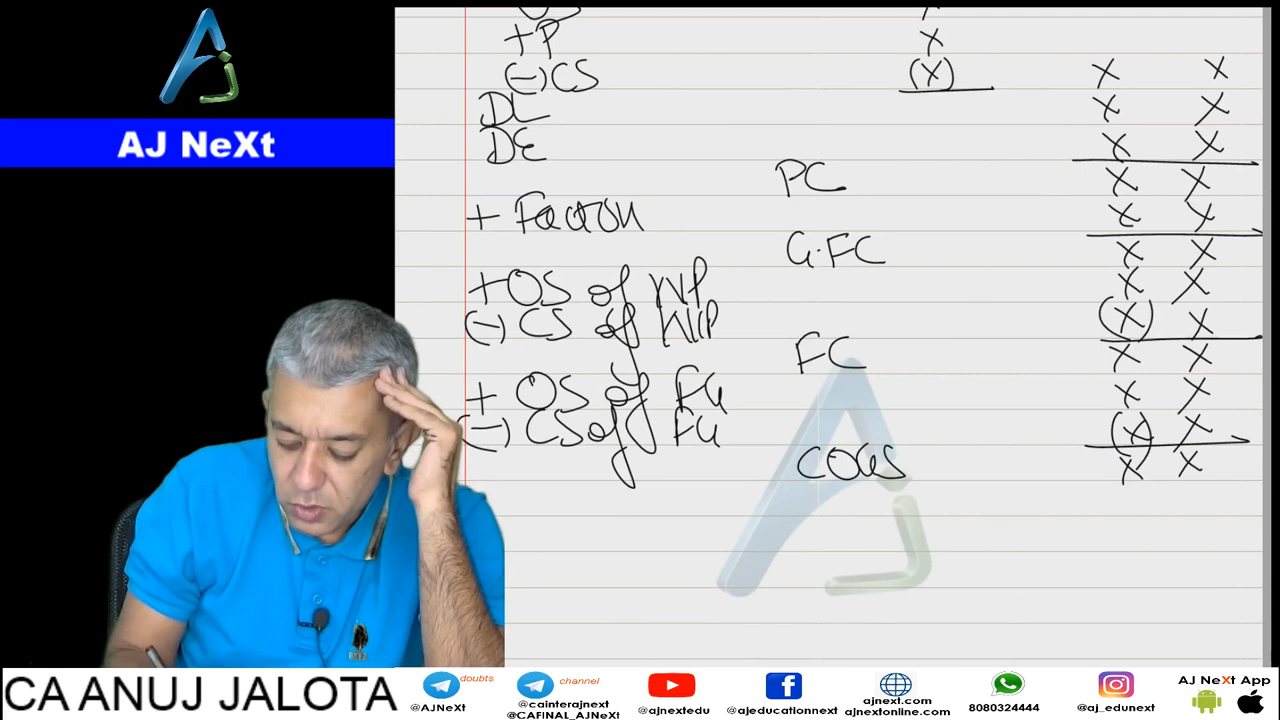 +P X
(-) CS (X) X X
DL X X
DE X X
PC X X
+ Factory X X
G.FC X X
+ OS of WIP X X
(-) CS of WIP (X) X
FC X X
+ OS of FG X X
(-) CS of FG (X) X
COGS X X
AJ NeXt
CA ANUJ JALOTA
doubts
@AJNeXt
channel
@cainterajnext
@CAFINAL_AJNeXt
@ajnextedu
@ajeducationnext
ajnext.com
ajnextonline.com
8080324444
@aj_edunext
AJ NeXt App